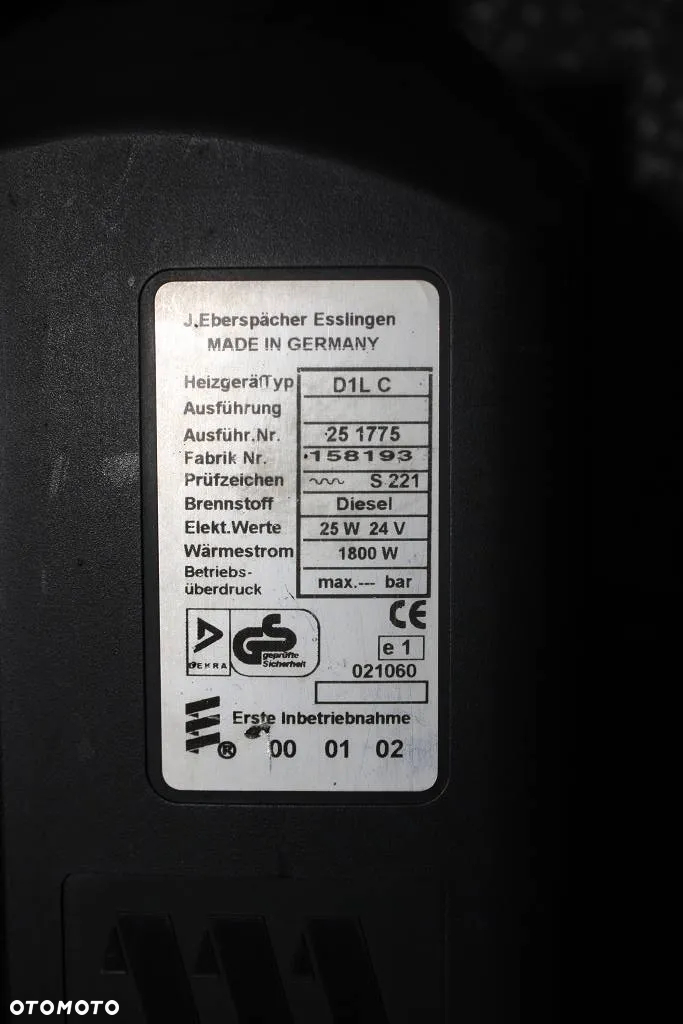 J.Eberspächer Esslingen
MADE IN GERMANY
Heizgerät Typ D1L C
Ausführung
Ausführ.Nr. 25 1775
Fabrik Nr. 158193
Prüfzeichen S 221
Brennstoff Diesel
Elekt.Werte 25 W 24 V
Wärmestrom 1800 W
Betriebs-
überdruck max.--- bar
CE
DEKRA GS geprüfte Sicherheit
e 1
021060
Erste Inbetriebnahme
® 00 01 02
OTOMOTO